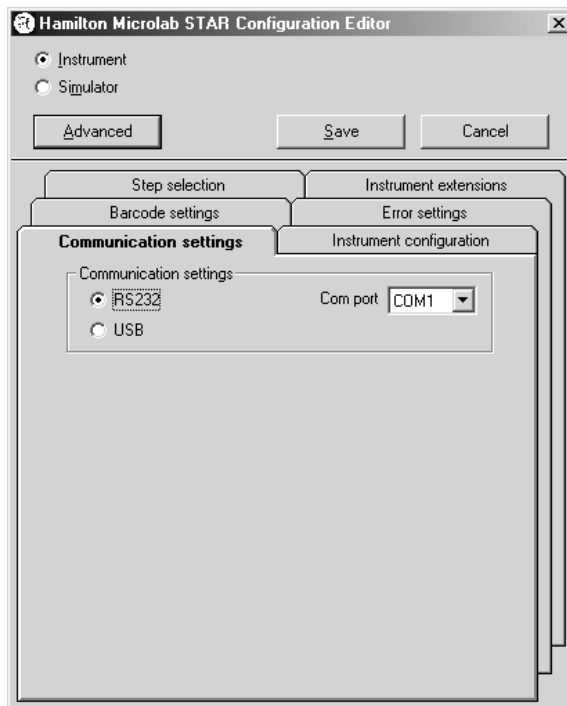 Hamilton Microlab STAR Configuration Editor
Instrument
Simulator
Advanced Save Cancel
Step selection Instrument extensions
Barcode settings Error settings
Communication settings Instrument configuration
Communication settings
RS232 Com port COM1
USB